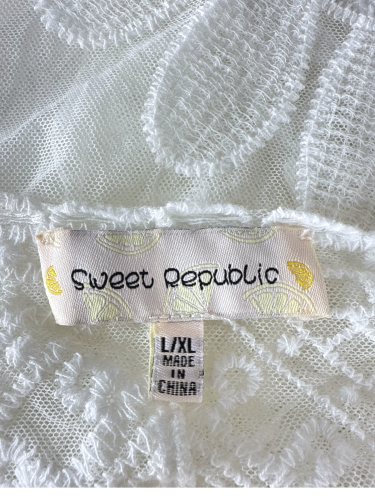 Sweet Republic
L/XL
MADE
IN
CHINA